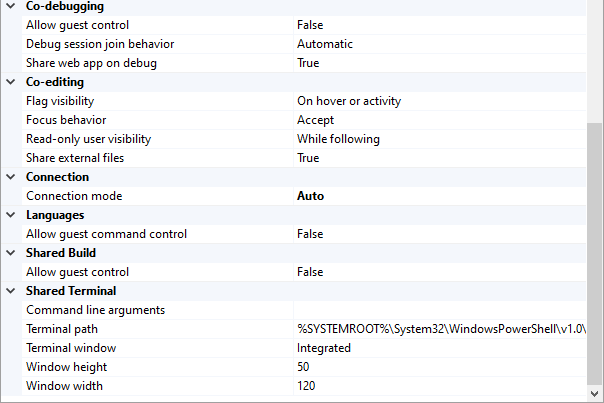 Co-debugging
Allow guest control False
Debug session join behavior Automatic
Share web app on debug True
Co-editing
Flag visibility On hover or activity
Focus behavior Accept
Read-only user visibility While following
Share external files True
Connection
Connection mode Auto
Languages
Allow guest command control False
Shared Build
Allow guest control False
Shared Terminal
Command line arguments
Terminal path %SYSTEMROOT%\System32\WindowsPowerShell\v1.0\
Terminal window Integrated
Window height 50
Window width 120